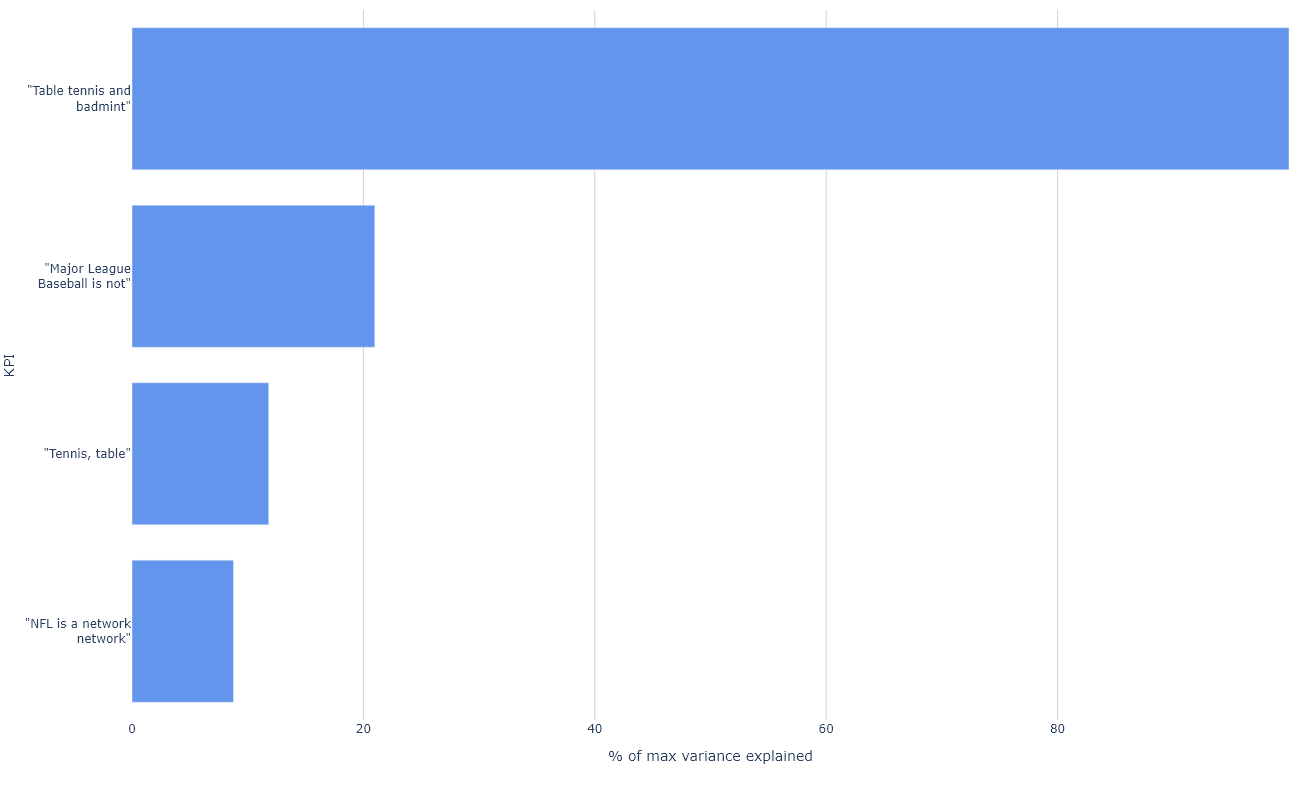 "Table tennis and
badmint"
"Major League
Baseball is not"
KPI
"Tennis, table"
"NFL is a network
network"
0
20
40
60
80
% of max variance explained